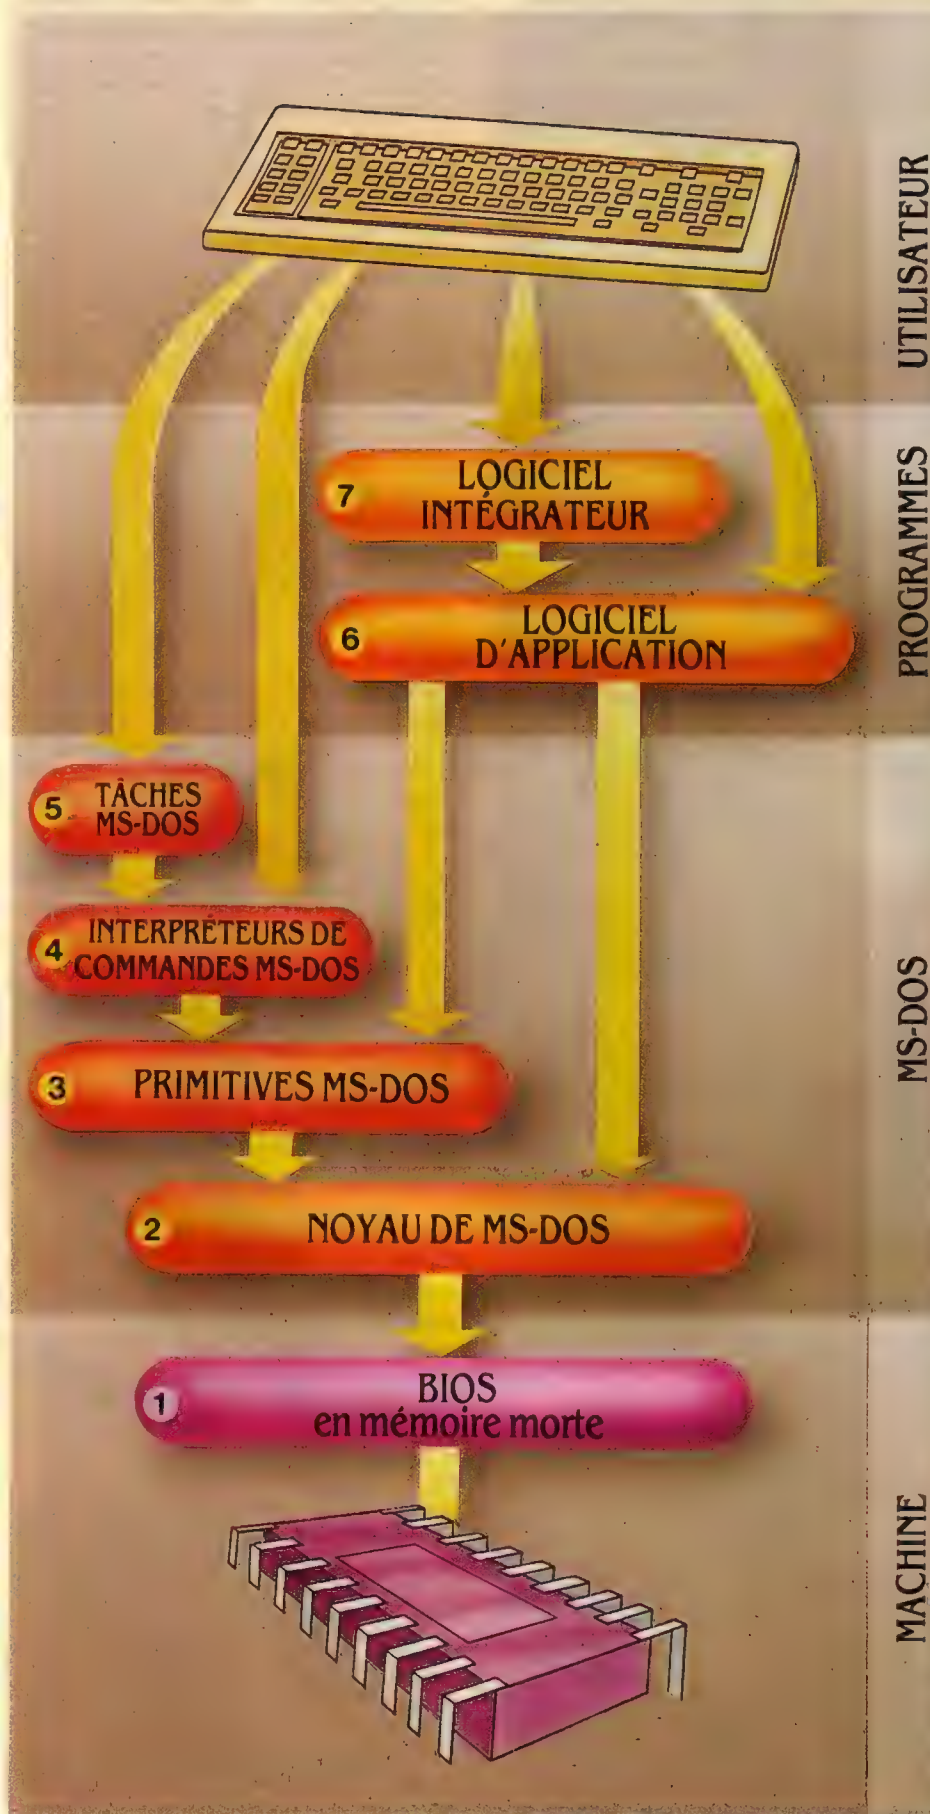 UTILISATEUR
7
LOGICIEL
INTÉGRATEUR
PROGRAMMES
6
LOGICIEL
D'APPLICATION
5
TÂCHES
MS-DOS
4
INTERPRÉTEURS DE
COMMANDES MS-DOS
MS-DOS
3
PRIMITIVES MS-DOS
2
NOYAU DE MS-DOS
1
BIOS
en mémoire morte
MACHINE